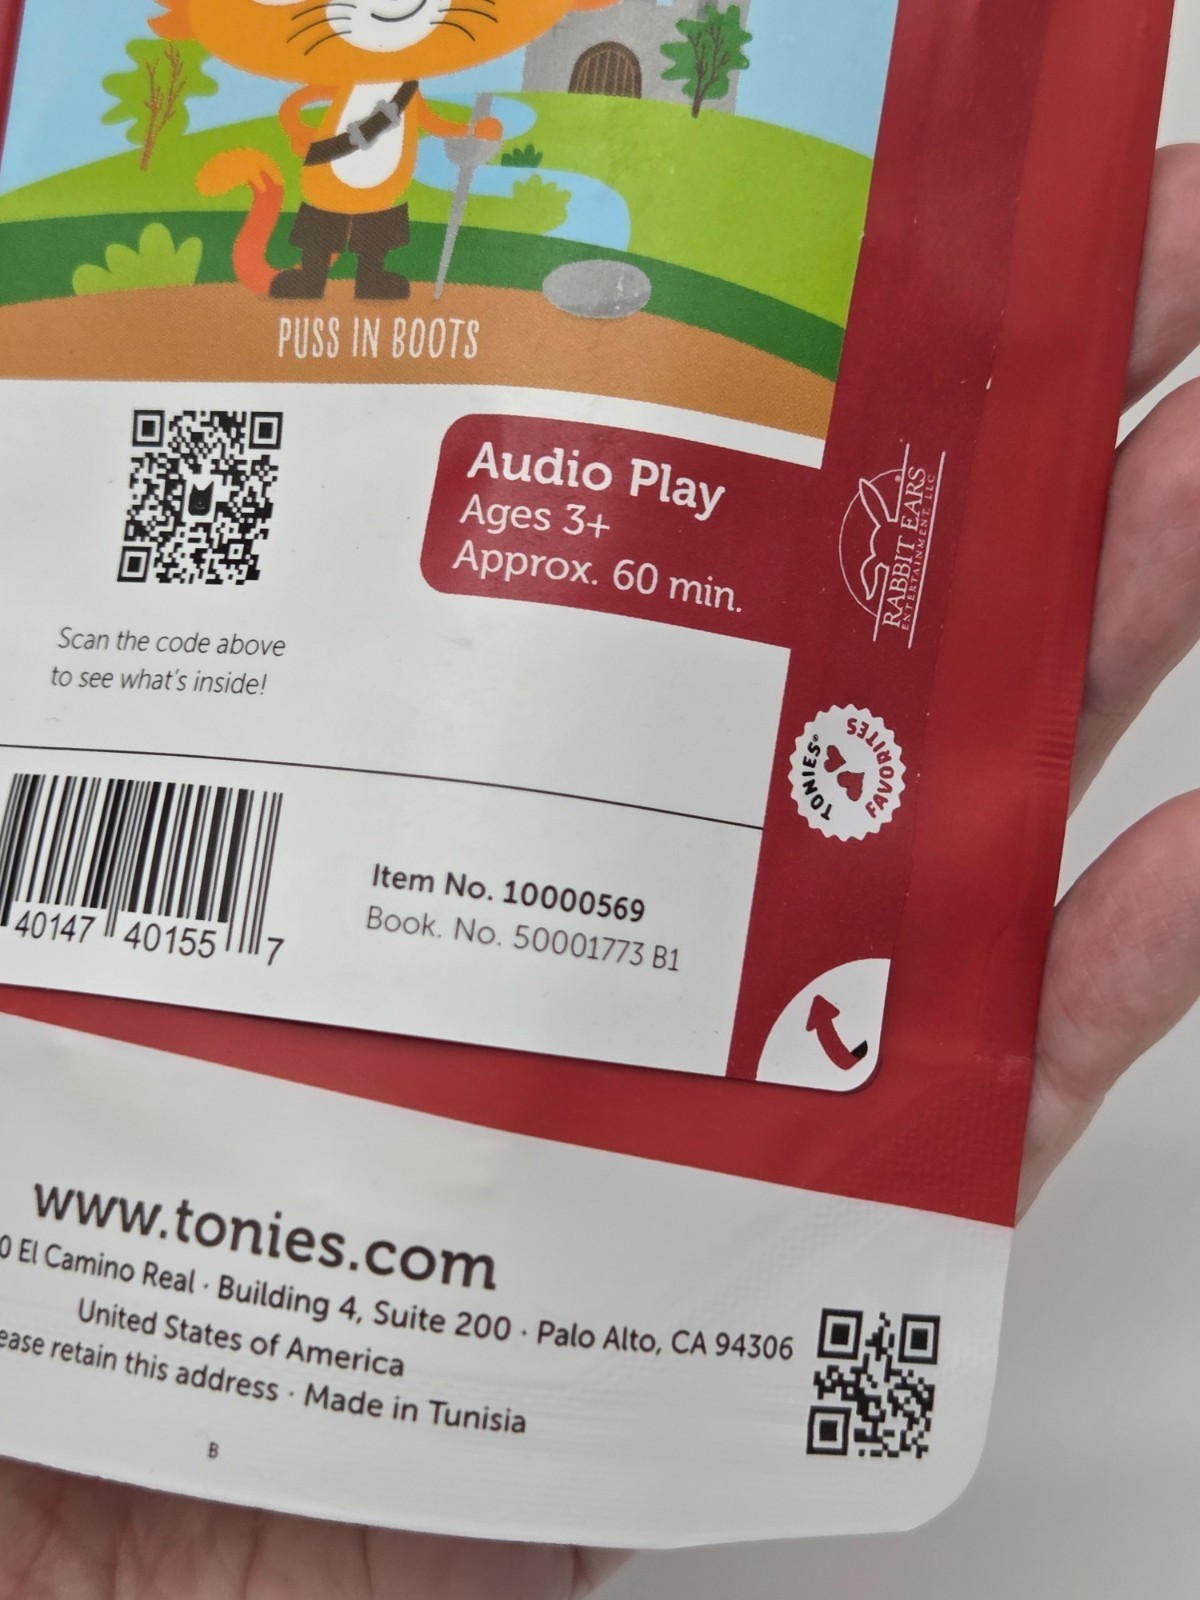 PUSS IN BOOTS
Audio Play
Ages 3+
Approx. 60 min.
RABBIT EARS
ENTERTAINMENT, LLC
Scan the code above
to see what's inside!
TONIES® FAVORITES
40147 40155 7
Item No. 10000569
Book. No. 50001773 B1
www.tonies.com
0 El Camino Real · Building 4, Suite 200 · Palo Alto, CA 94306
United States of America
ease retain this address · Made in Tunisia
B